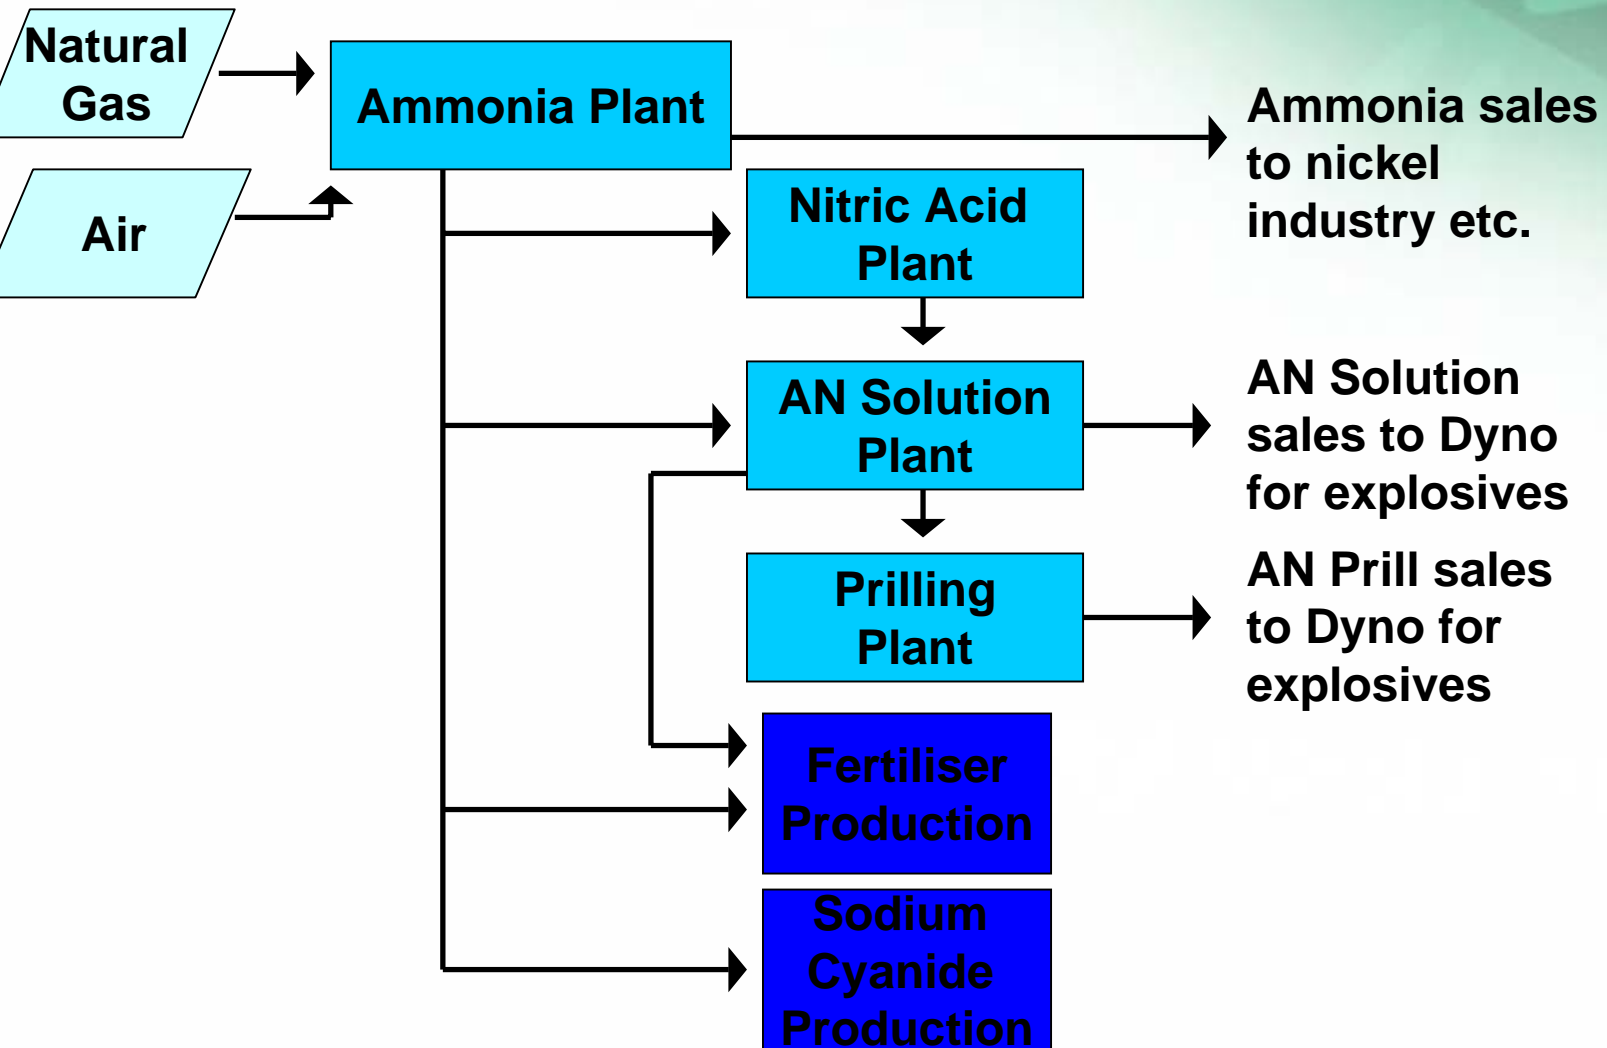 Natural
Gas
Ammonia Plant
Ammonia sales
to nickel
industry etc.
Air
Nitric Acid
Plant
AN Solution
Plant
AN Solution
sales to Dyno
for explosives
Prilling
Plant
AN Prill sales
to Dyno for
explosives
Fertiliser
Production
Sodium
Cyanide
Production